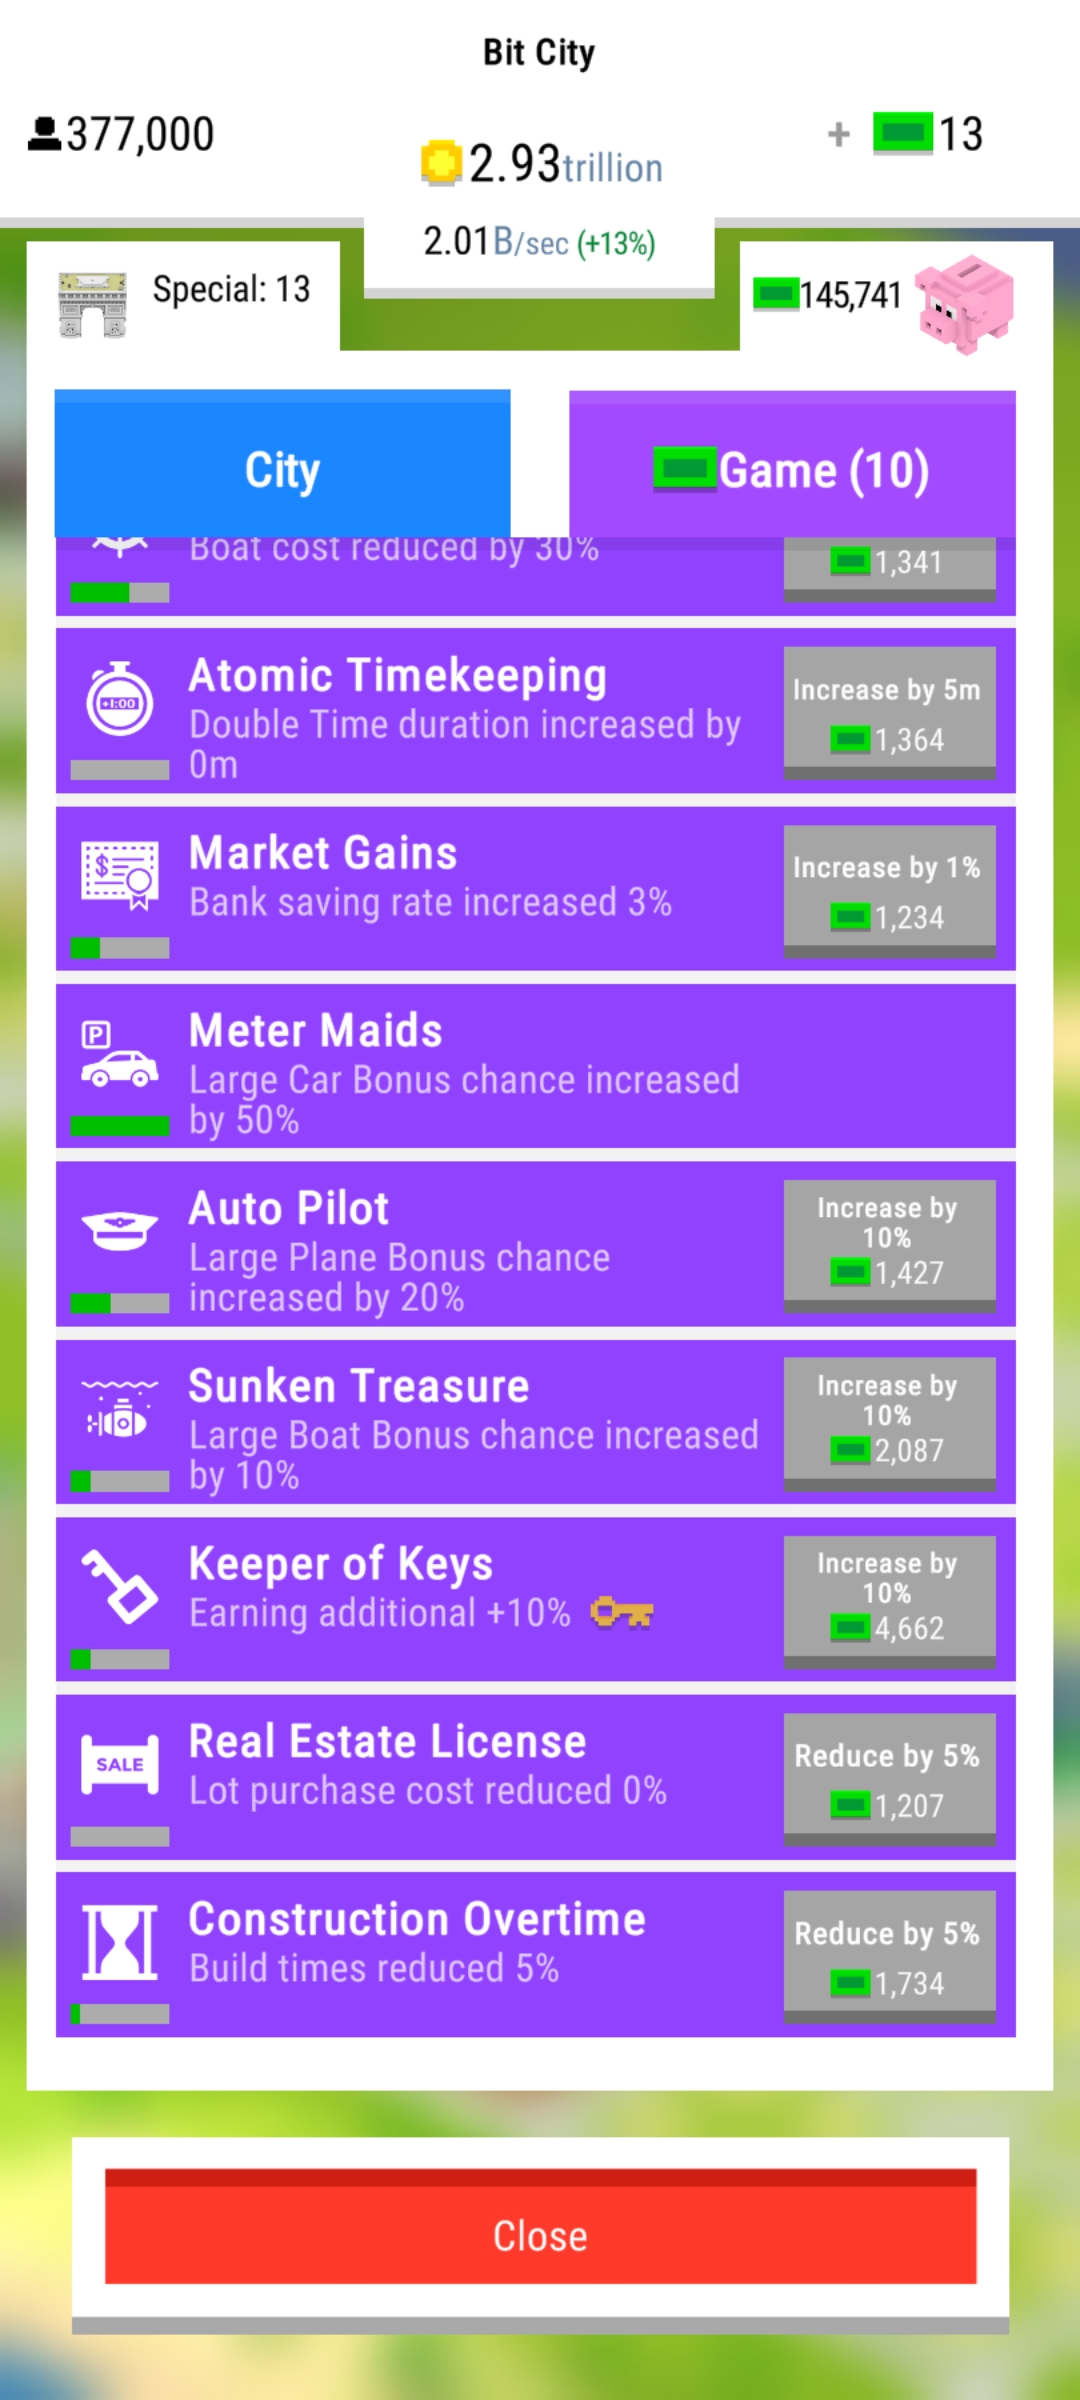 Bit City
377,000
+ 13
2.93trillion
2.01B/sec (+13%)
Special: 13
145,741
City
Game (10)
Boat cost reduced by 30%
1,341
Atomic Timekeeping
Double Time duration increased by
0m
Increase by 5m
1,364
Market Gains
Bank saving rate increased 3%
Increase by 1%
1,234
Meter Maids
Large Car Bonus chance increased
by 50%
Auto Pilot
Large Plane Bonus chance
increased by 20%
Increase by
10%
1,427
Sunken Treasure
Large Boat Bonus chance increased
by 10%
Increase by
10%
2,087
Keeper of Keys
Earning additional +10%
Increase by
10%
4,662
SALE
Real Estate License
Lot purchase cost reduced 0%
Reduce by 5%
1,207
Construction Overtime
Build times reduced 5%
Reduce by 5%
1,734
Close